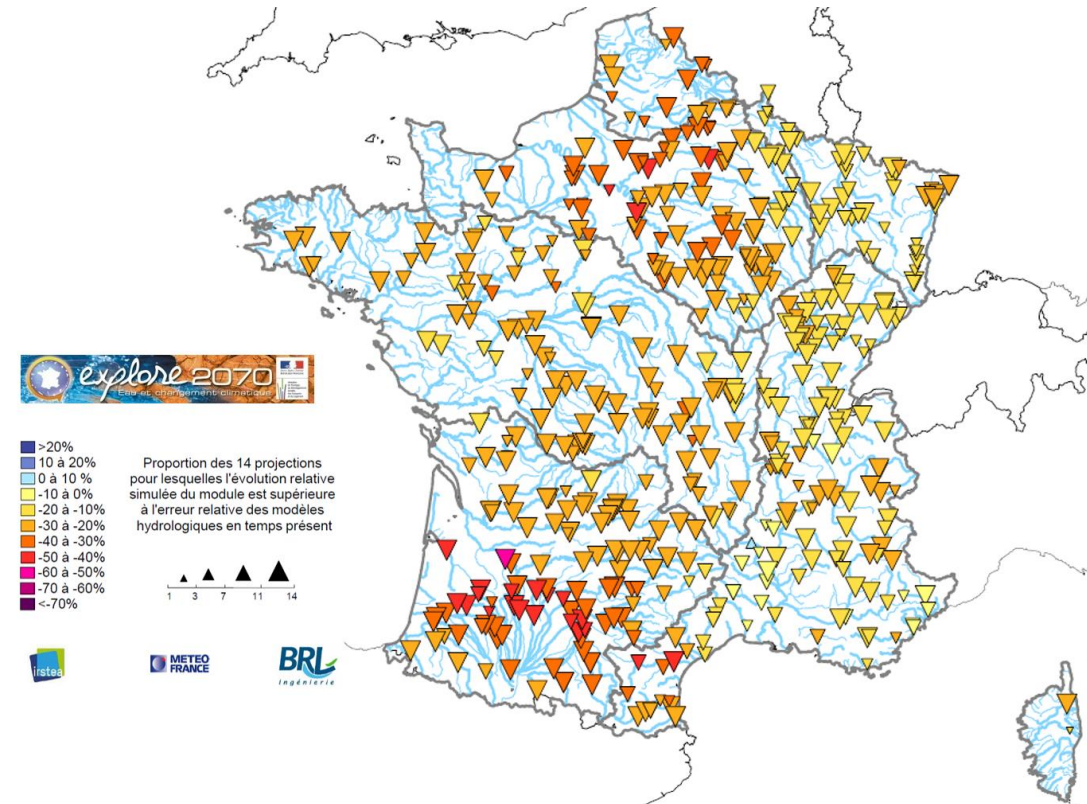 explore 2070
Eau et changement climatique
>20%
10 à 20%
0 à 10 %
-10 à 0%
-20 à -10%
-30 à -20%
-40 à -30%
-50 à -40%
-60 à -50%
-70 à -60%
<-70%
Proportion des 14 projections
pour lesquelles l'évolution relative
simulée du module est supérieure
à l'erreur relative des modèles
hydrologiques en temps présent
1 3 7 11 14
irstea
METEO
FRANCE
BRL
ingénierie